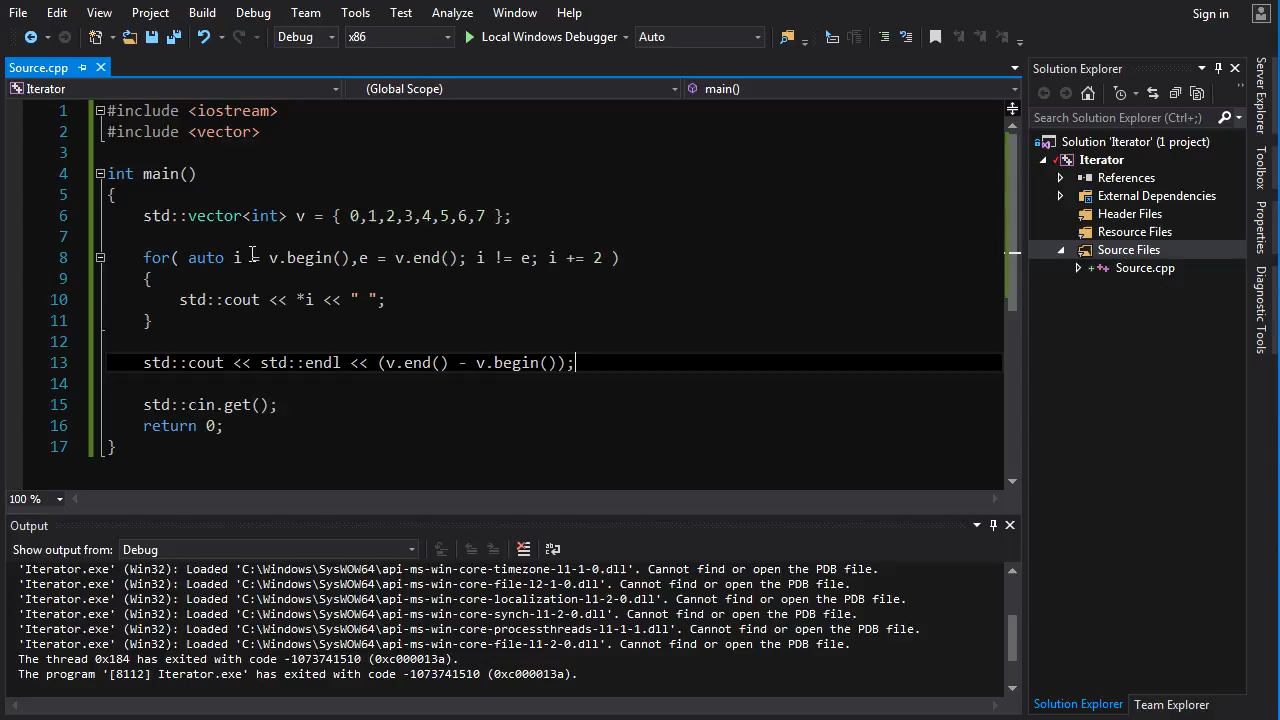 File Edit View Project Build Debug Team Tools Test Analyze Window Help Sign in
Debug x86 Local Windows Debugger Auto
Source.cpp
Iterator (Global Scope) main()
1 #include <iostream>
2 #include <vector>
3
4 int main()
5 {
6 std::vector<int> v = { 0,1,2,3,4,5,6,7 };
7
8 for( auto i = v.begin(),e = v.end(); i != e; i += 2 )
9 {
10 std::cout << *i << " ";
11 }
12
13 std::cout << std::endl << (v.end() - v.begin());
14
15 std::cin.get();
16 return 0;
17 }
100 %
Output
Show output from: Debug
'Iterator.exe' (Win32): Loaded 'C:\Windows\SysWOW64\api-ms-win-core-timezone-l1-1-0.dll'. Cannot find or open the PDB file.
'Iterator.exe' (Win32): Loaded 'C:\Windows\SysWOW64\api-ms-win-core-file-l2-1-0.dll'. Cannot find or open the PDB file.
'Iterator.exe' (Win32): Loaded 'C:\Windows\SysWOW64\api-ms-win-core-localization-l1-2-0.dll'. Cannot find or open the PDB file.
'Iterator.exe' (Win32): Loaded 'C:\Windows\SysWOW64\api-ms-win-core-synch-l1-2-0.dll'. Cannot find or open the PDB file.
'Iterator.exe' (Win32): Loaded 'C:\Windows\SysWOW64\api-ms-win-core-processthreads-l1-1-1.dll'. Cannot find or open the PDB file.
'Iterator.exe' (Win32): Loaded 'C:\Windows\SysWOW64\api-ms-win-core-file-l1-2-0.dll'. Cannot find or open the PDB file.
The thread 0x184 has exited with code -1073741510 (0xc000013a).
The program '[8112] Iterator.exe' has exited with code -1073741510 (0xc000013a).
Solution Explorer
Search Solution Explorer (Ctrl+;)
Solution 'Iterator' (1 project)
Iterator
References
External Dependencies
Header Files
Resource Files
Source Files
Source.cpp
Solution Explorer Team Explorer
Server Explorer
Toolbox
Properties
Diagnostic Tools